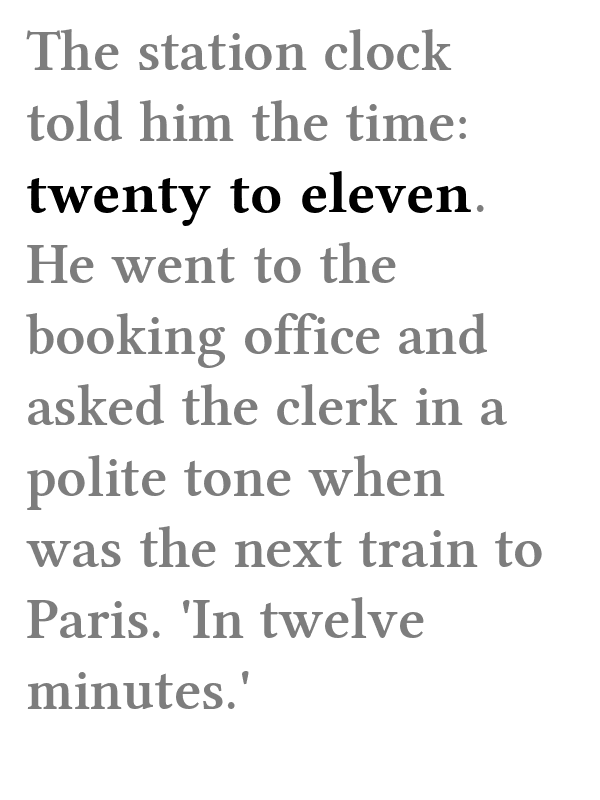 The station clock
told him the time:
twenty to eleven.
He went to the
booking office and
asked the clerk in a
polite tone when
was the next train to
Paris. 'In twelve
minutes.'